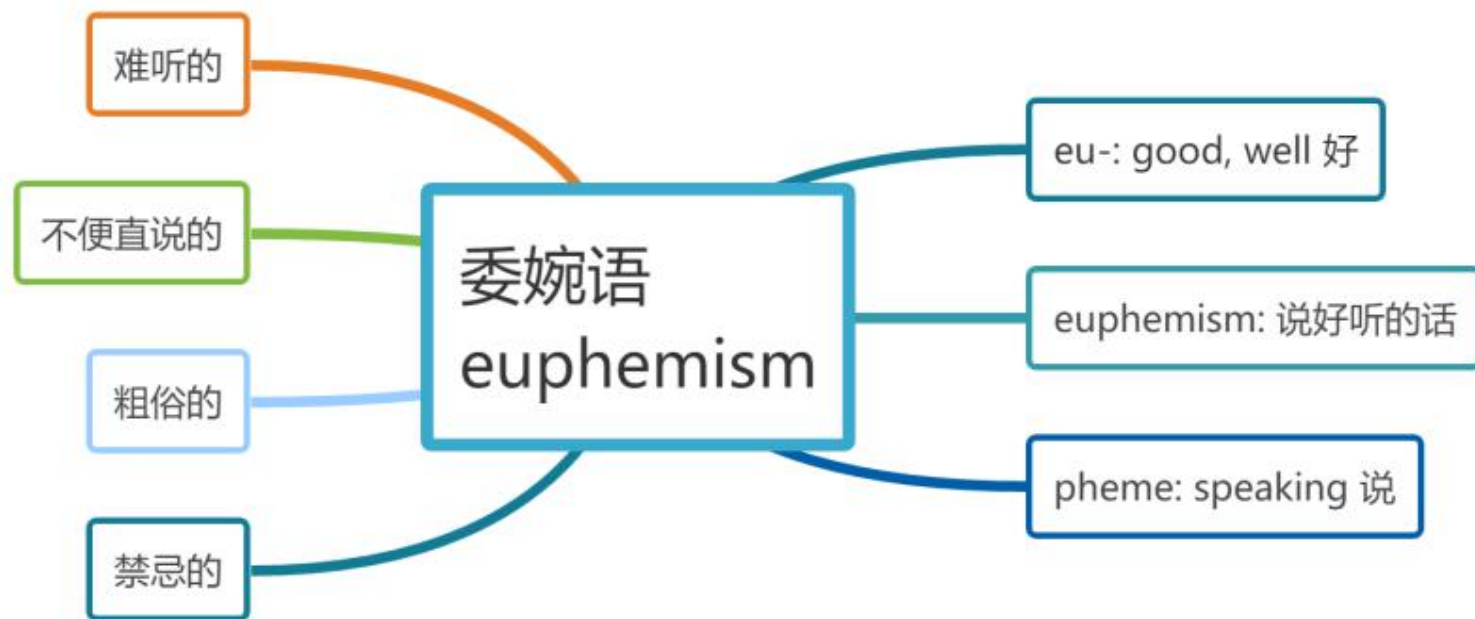 难听的
不便直说的
粗俗的
禁忌的
委婉语
euphemism
eu-: good, well 好
euphemism: 说好听的话
pheme: speaking 说